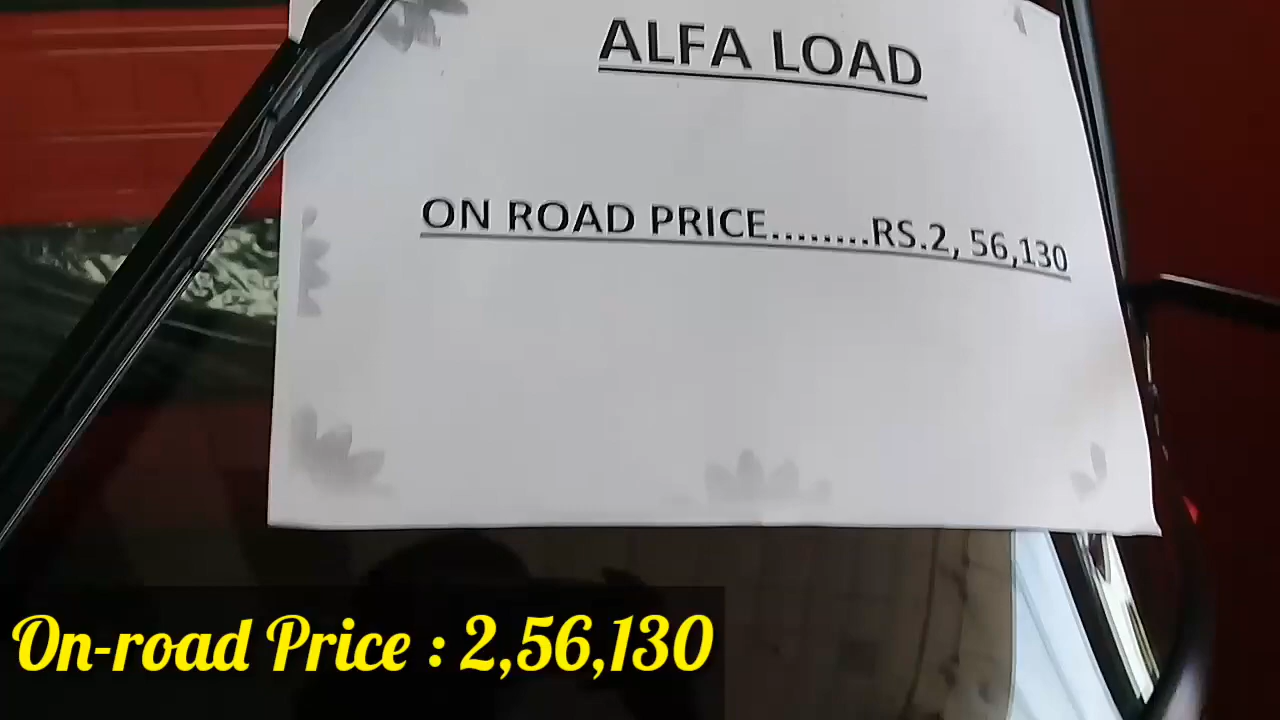 ALFA LOAD
ON ROAD PRICE........RS.2, 56,130
On-road Price : 2,56,130